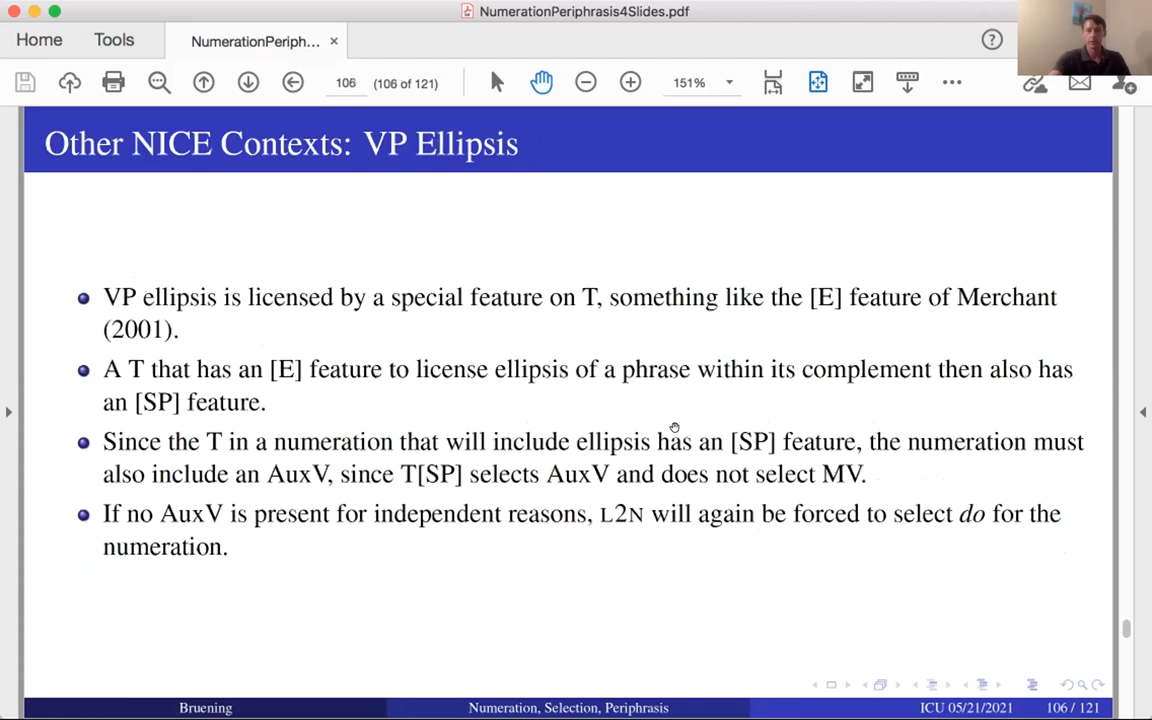 NumerationPeriphrasis4Slides.pdf
Home
Tools
NumerationPeriph...
106
(106 of 121)
151%
Other NICE Contexts: VP Ellipsis
VP ellipsis is licensed by a special feature on T, something like the [E] feature of Merchant
(2001).
A T that has an [E] feature to license ellipsis of a phrase within its complement then also has
an [SP] feature.
Since the T in a numeration that will include ellipsis has an [SP] feature, the numeration must
also include an AuxV, since T[SP] selects AuxV and does not select MV.
If no AuxV is present for independent reasons, L2N will again be forced to select do for the
numeration.
Bruening
Numeration, Selection, Periphrasis
ICU 05/21/2021
106 / 121